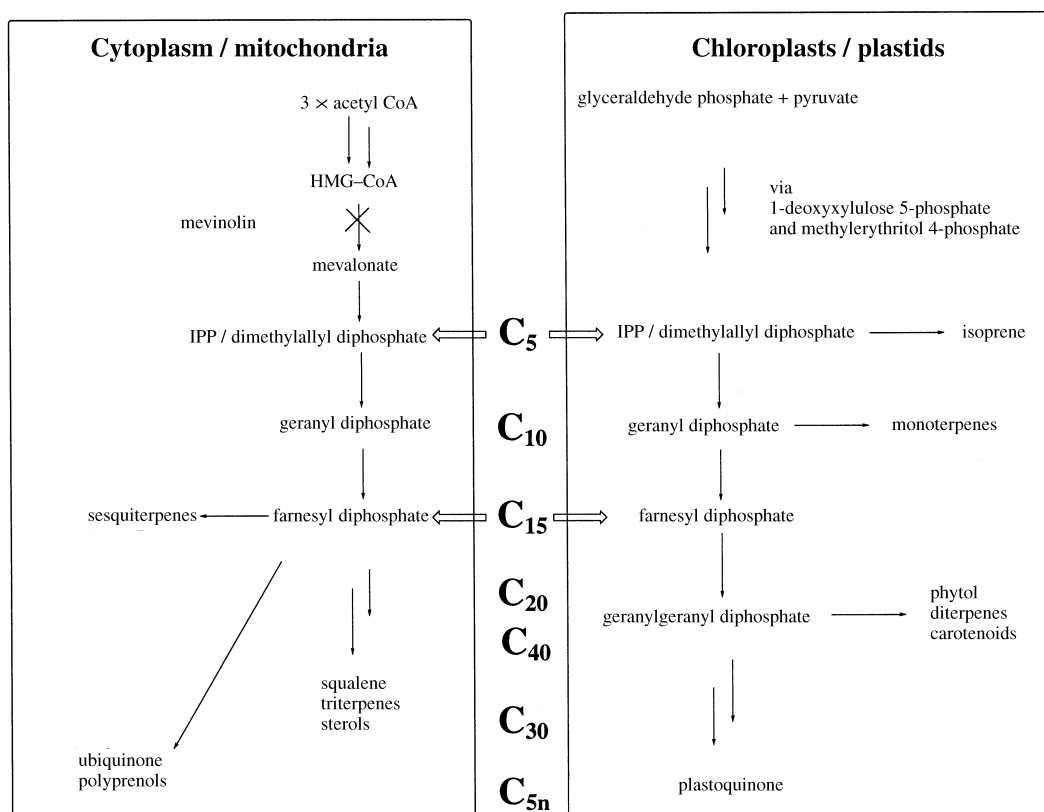 Cytoplasm / mitochondria
3 × acetyl CoA
HMG–CoA
mevinolin
mevalonate
IPP / dimethylallyl diphosphate
geranyl diphosphate
sesquiterpenes
farnesyl diphosphate
squalene
triterpenes
sterols
ubiquinone
polyprenols
C5
C10
C15
C20
C40
C30
C5n
Chloroplasts / plastids
glyceraldehyde phosphate + pyruvate
via
1-deoxyxylulose 5-phosphate
and methylerythritol 4-phosphate
IPP / dimethylallyl diphosphate
isoprene
geranyl diphosphate
monoterpenes
farnesyl diphosphate
geranylgeranyl diphosphate
phytol
diterpenes
carotenoids
plastoquinone